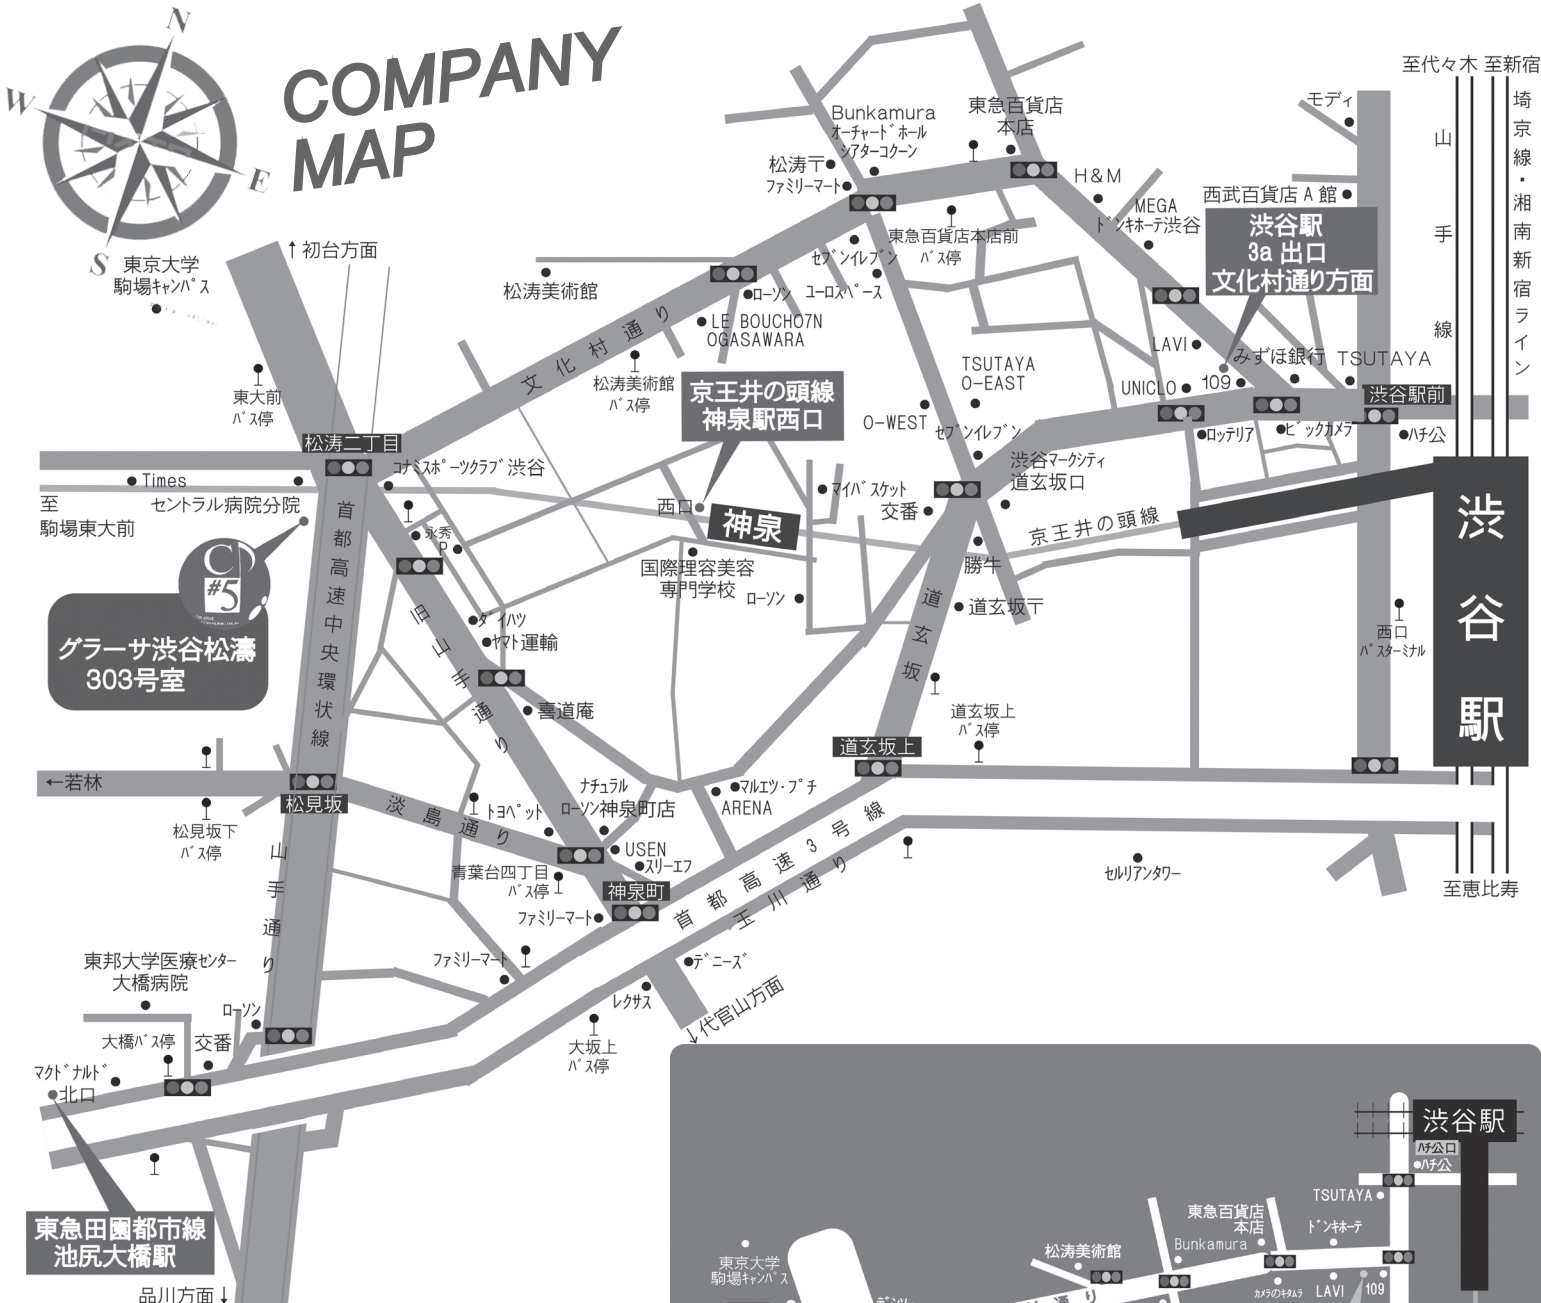 N
W
E
S
COMPANY
MAP
至代々木
至新宿
埼京線・湘南新宿ライン
山手線
モディ
Bunkamura
オーチャードホール
シアターコクーン
東急百貨店
本店
松涛〒
ファミリーマート
H&M
MEGA
ドンキホーテ渋谷
西武百貨店 A 館
渋谷駅
3a 出口
文化村通り方面
東急百貨店本店前
バス停
セブンイレブン
ユーロスペース
↑初台方面
東京大学
駒場キャンパス
松涛美術館
ローソン
LE BOUCHO7N
OGASAWARA
文化村通り
松涛美術館
バス停
東大前
バス停
京王井の頭線
神泉駅西口
TSUTAYA
O-EAST
O-WEST
セブンイレブン
LAVI
みずほ銀行
TSUTAYA
UNICLO
109
渋谷駅前
ロッテリア
ビックカメラ
ハチ公
松涛二丁目
コナミスポーツクラブ渋谷
Times
セントラル病院分院
至
駒場東大前
渋谷マークシティ
道玄坂口
マイバスケット
交番
西口
神泉
京王井の頭線
渋谷駅
永秀
P
国際理容美容
専門学校
ローソン
勝牛
道玄坂〒
道玄坂
西口
バスターミナル
C
#5
グラーサ渋谷松濤
303号室
首都高速中央環状線
旧山手通り
ダイハツ
ヤマト運輸
喜道庵
道玄坂上
バス停
道玄坂上
←若林
松見坂
松見坂下
バス停
淡島通り
トヨペット
ナチュラル
ローソン神泉町店
マルエツ・プチ
ARENA
USEN
スリーエフ
青葉台四丁目
バス停
神泉町
ファミリーマート
首都高速3号線
玉川通り
セルリアンタワー
至恵比寿
山手通り
ファミリーマート
デニーズ
レクサス
↓代官山方面
大坂上
バス停
東邦大学医療センター
大橋病院
ローソン
大橋バス停
交番
マクドナルド
北口
東急田園都市線
池尻大橋駅
品川方面↓
渋谷駅
ハチ公口
ハチ公
TSUTAYA
東急百貨店
本店
ドンキホーテ
Bunkamura
松涛美術館
東京大学
駒場キャンパス
カメラのキタムラ
LAVI
109
通り
デンツ